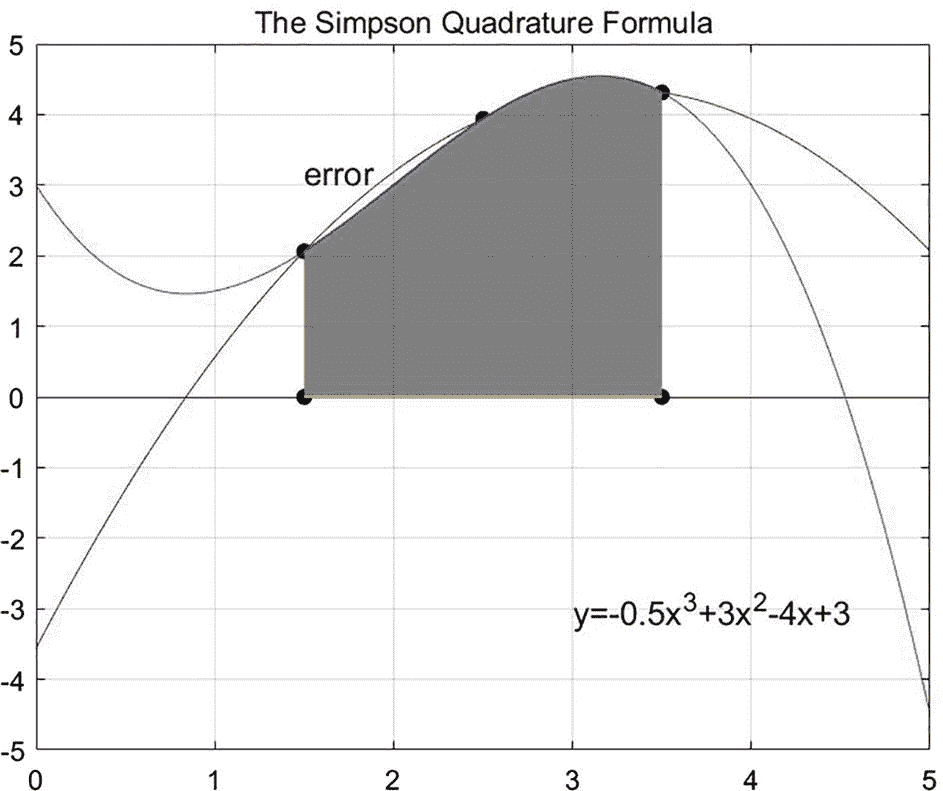 The Simpson Quadrature Formula
5
4
3
error
2
1
0
-1
-2
-3
y=-0.5x³+3x²-4x+3
-4
-5
0 1 2 3 4 5